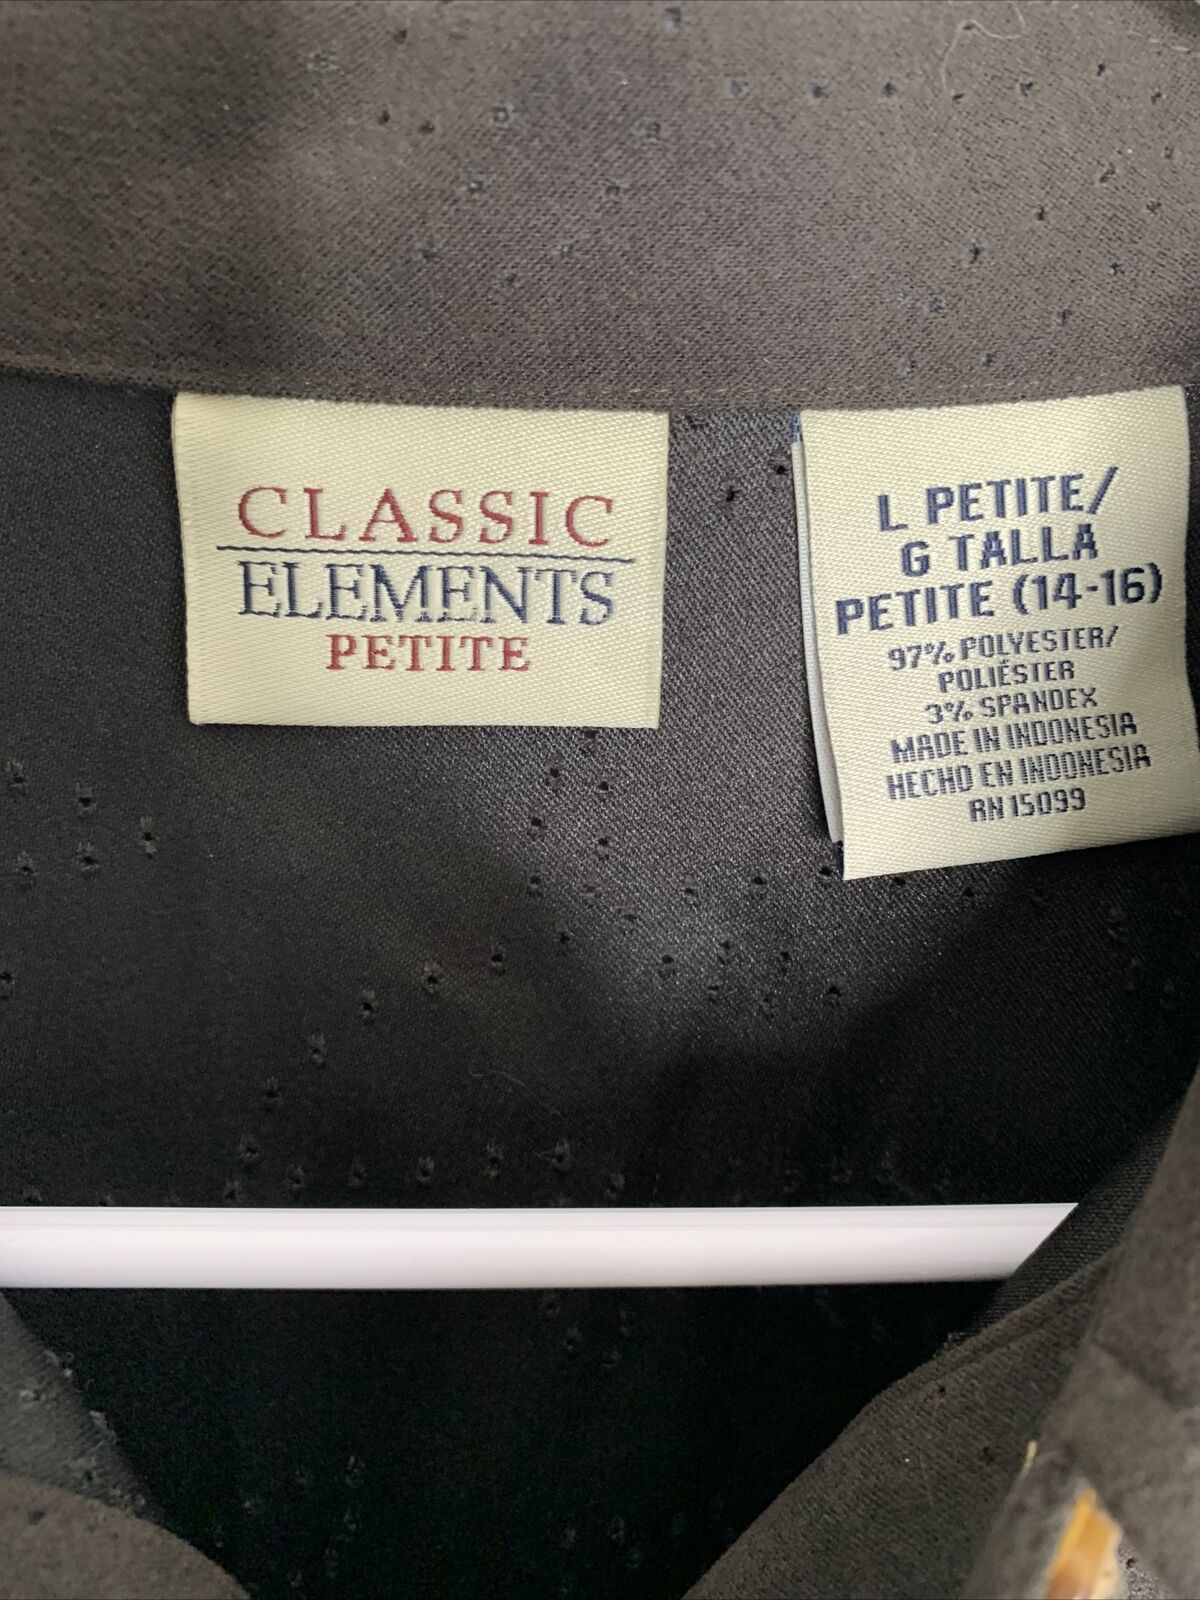 CLASSIC
ELEMENTS
PETITE
L PETITE/
G TALLA
PETITE (14-16)
97% POLYESTER/
POLIÉSTER
3% SPANDEX
MADE IN INDONESIA
HECHO EN INDONESIA
RN 15099